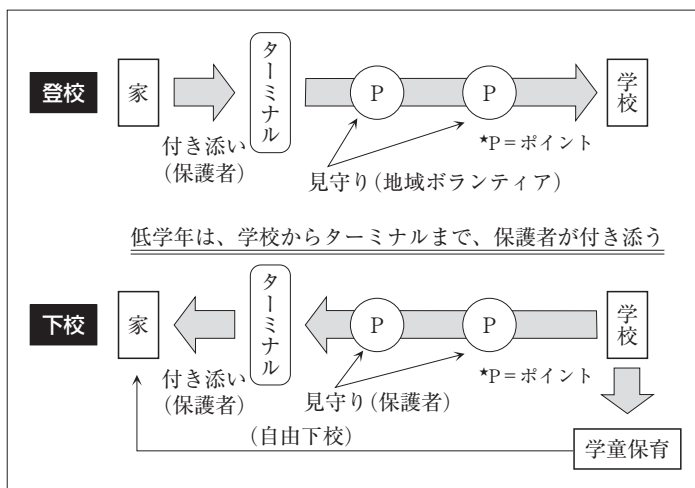 登校
家
ターミナル
P
P
学校
付き添い
(保護者)
★P=ポイント
見守り(地域ボランティア)
低学年は、学校からターミナルまで、保護者が付き添う
下校
家
ターミナル
P
P
学校
付き添い
(保護者)
見守り(保護者)
★P=ポイント
(自由下校)
学童保育